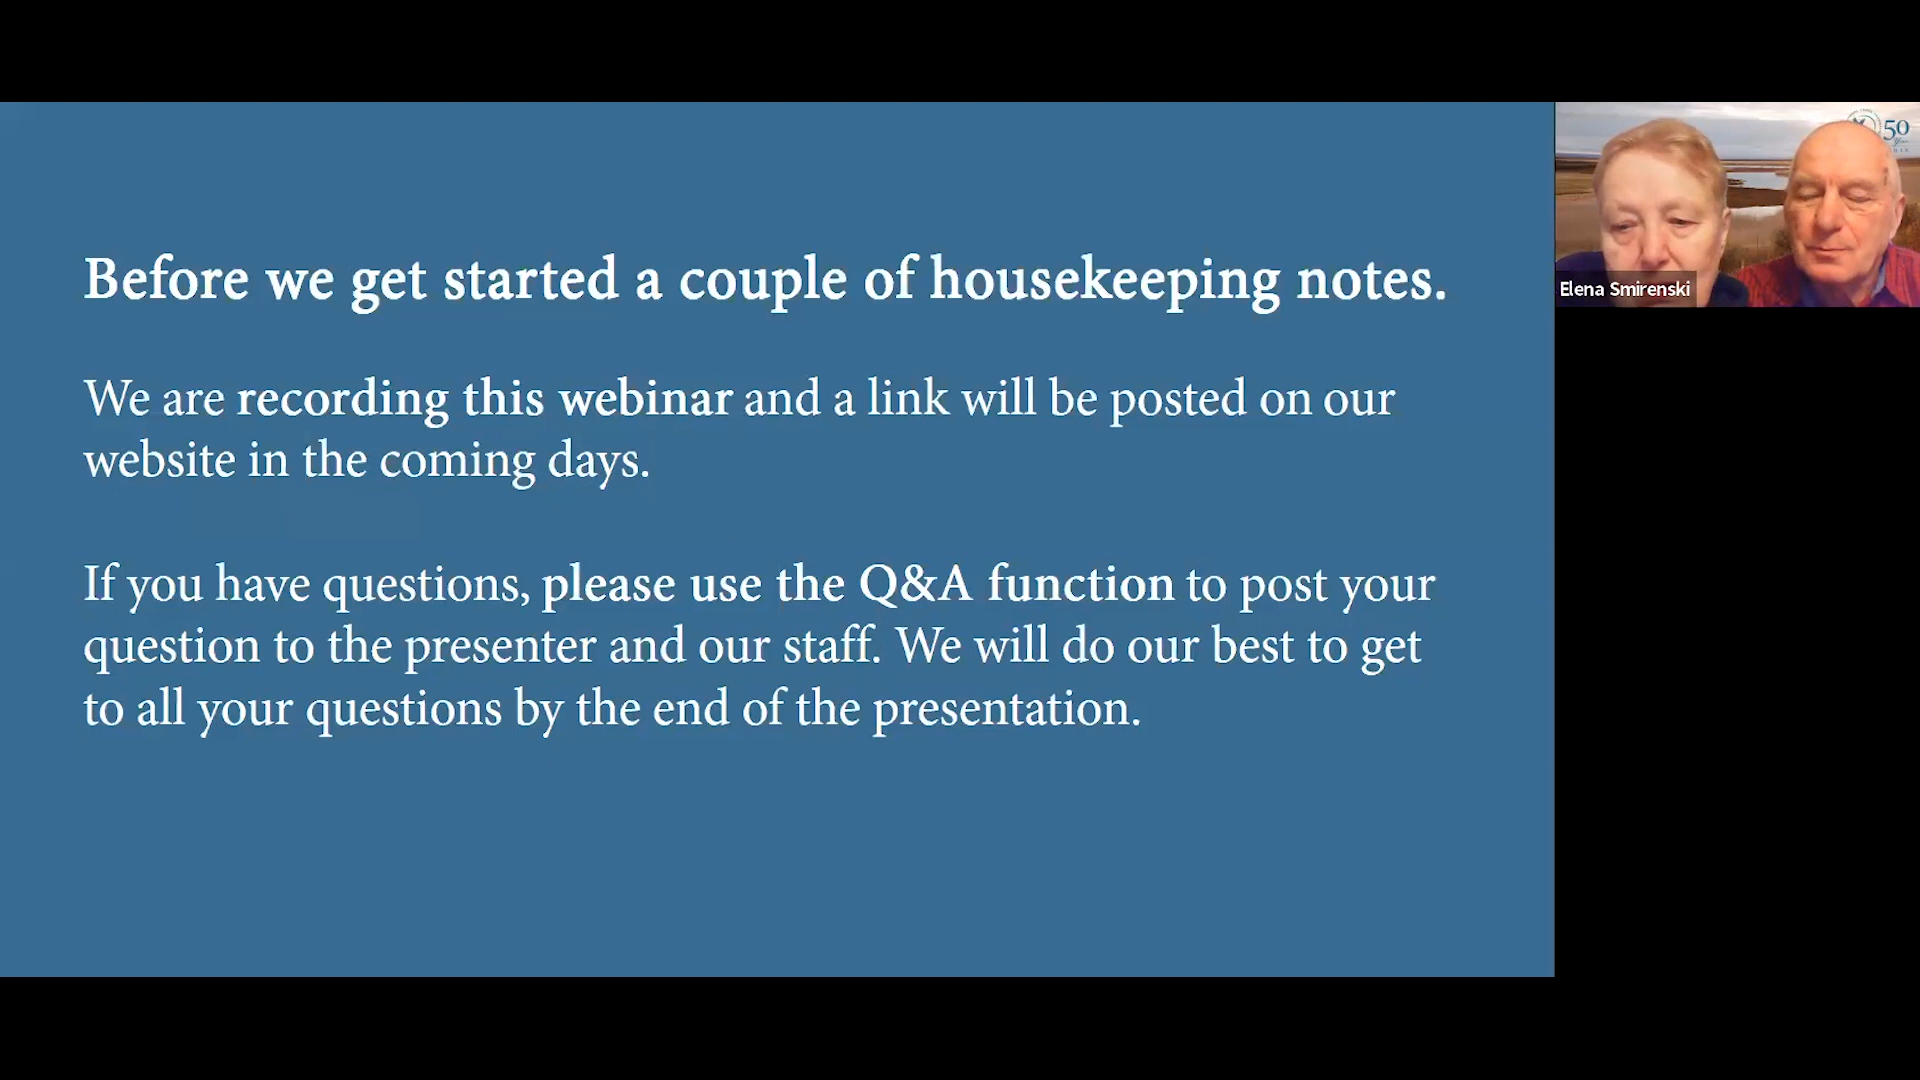 Before we get started a couple of housekeeping notes.
We are recording this webinar and a link will be posted on our
website in the coming days.
If you have questions, please use the Q&A function to post your
question to the presenter and our staff. We will do our best to get
to all your questions by the end of the presentation.
50
Elena Smirenski